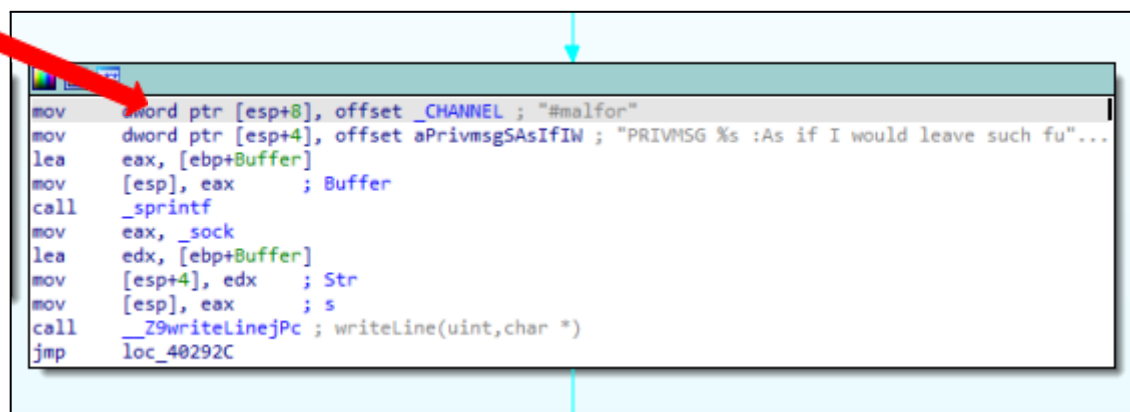 mov dword ptr [esp+8], offset _CHANNEL ; "#malfor"
mov dword ptr [esp+4], offset aPrivmsgSAsIfIW ; "PRIVMSG %s :As if I would leave such fu"...
lea eax, [ebp+Buffer]
mov [esp], eax ; Buffer
call _sprintf
mov eax, _sock
lea edx, [ebp+Buffer]
mov [esp+4], edx ; Str
mov [esp], eax ; s
call __Z9writeLinejPc ; writeLine(uint,char *)
jmp loc_40292C